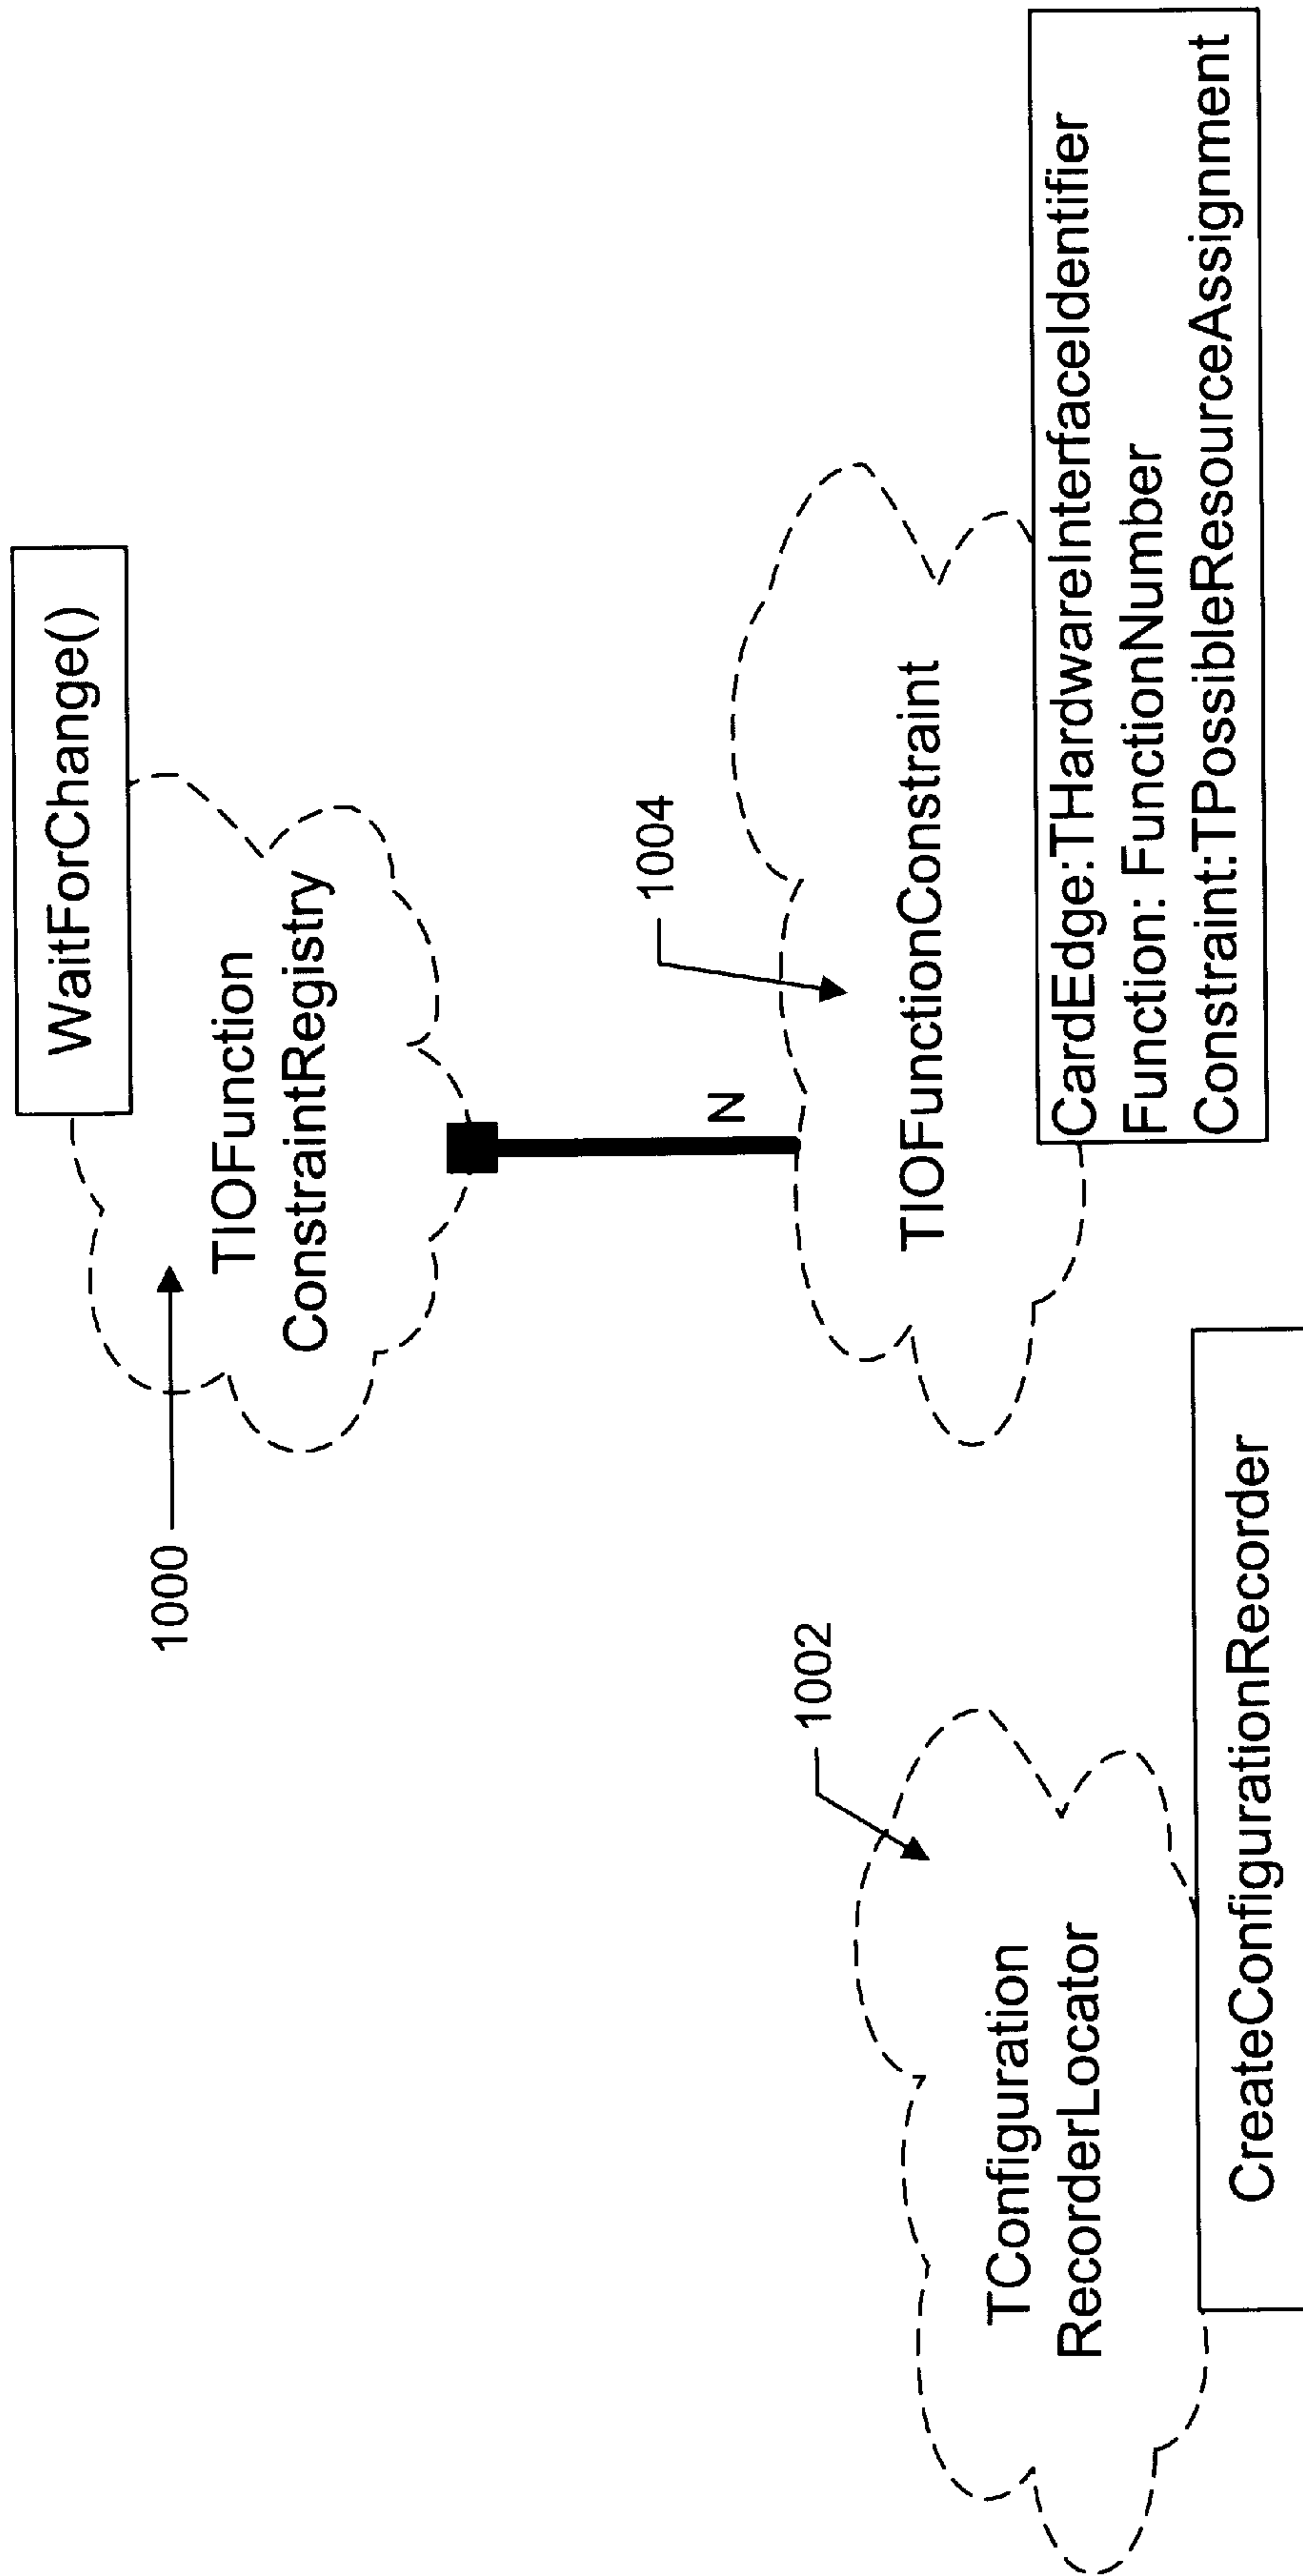 WaitForChange()
1000
TIOFunction
ConstraintRegistry
N
1004
1002
TIOFunctionConstraint
TConfiguration
RecorderLocator
CardEdge:THardwareInterfaceIdentifier
Function: FunctionNumber
Constraint:TPossibleResourceAssignment
CreateConfigurationRecorder